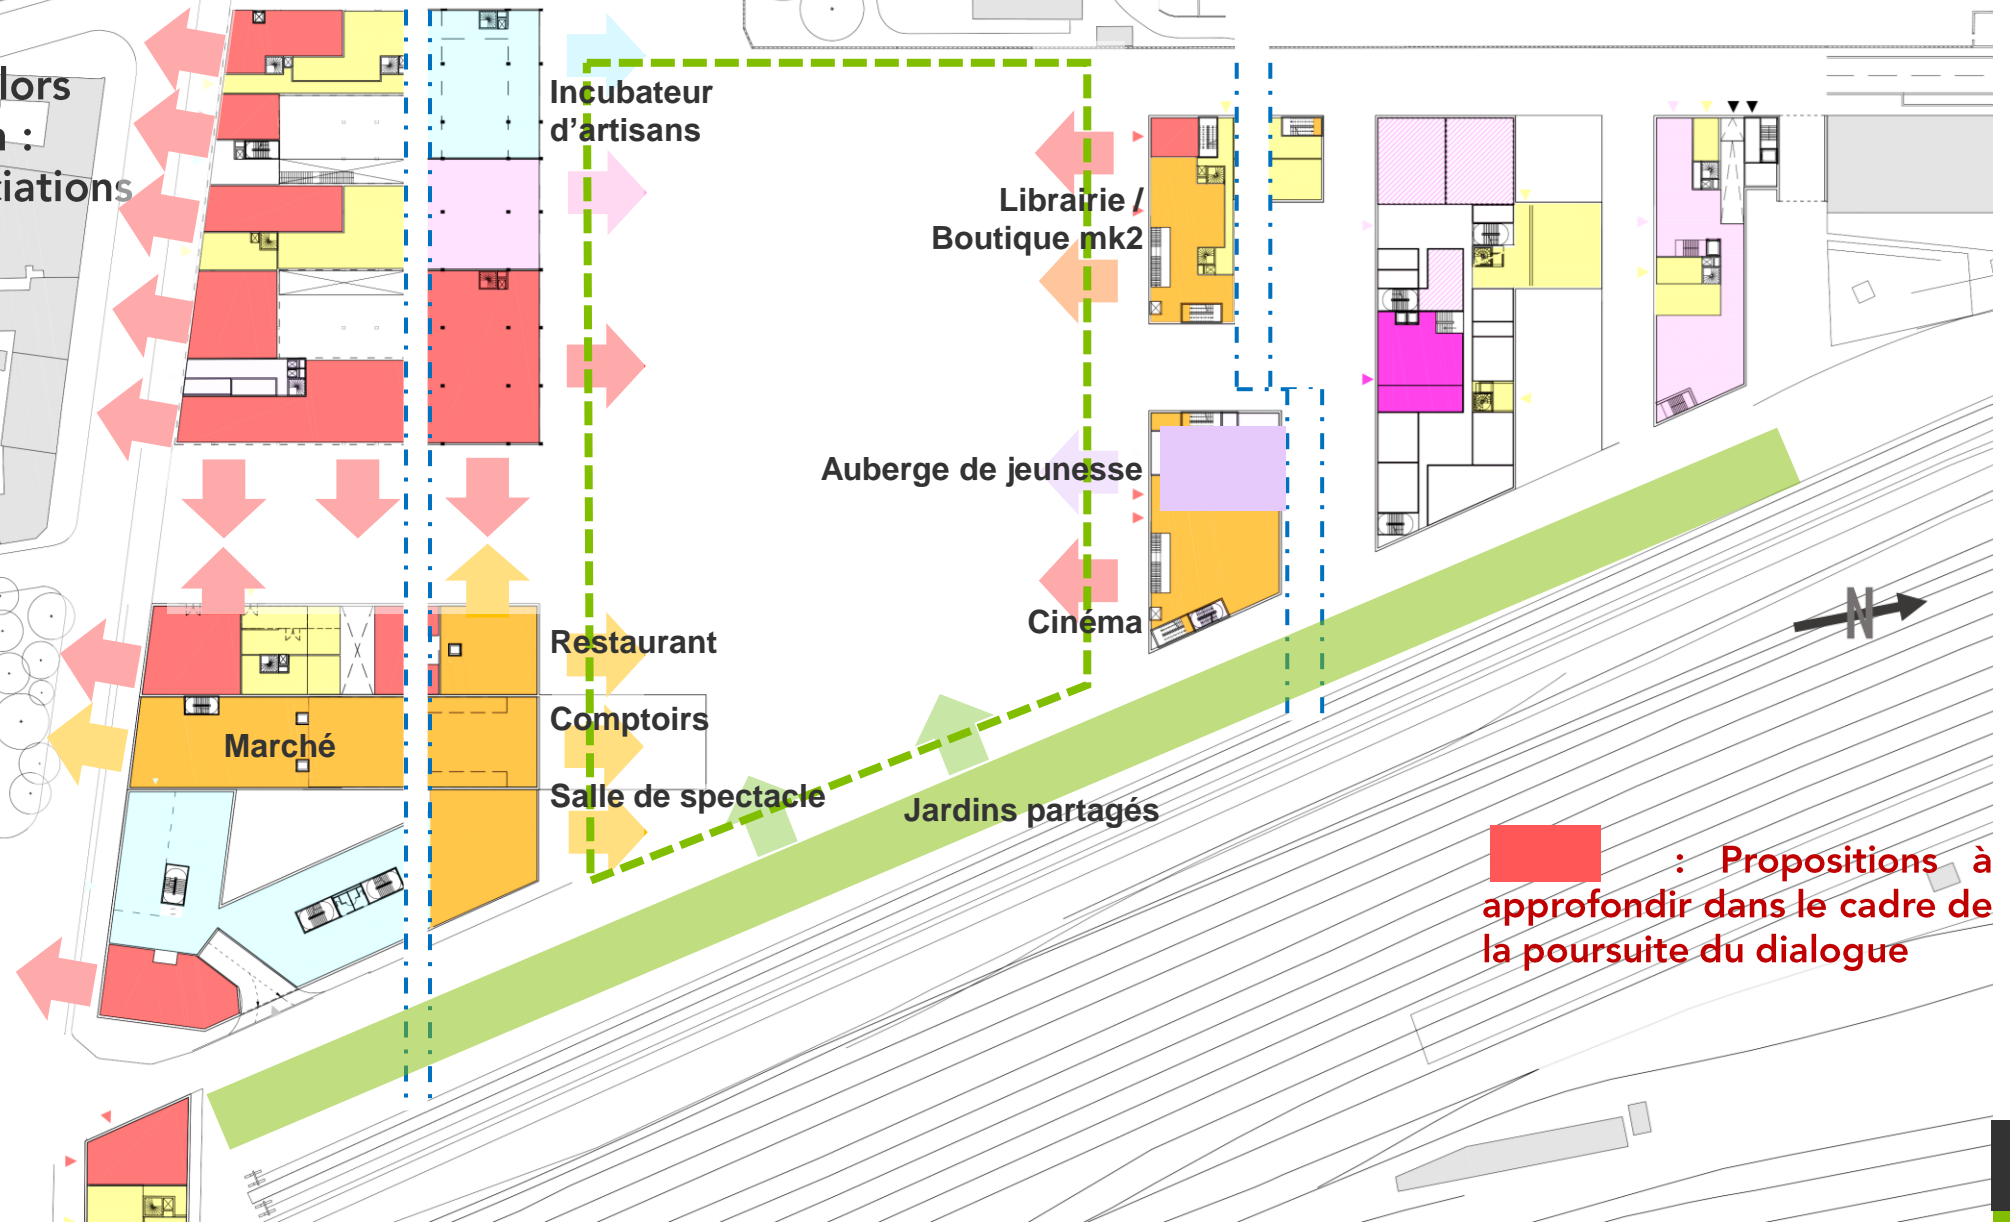 lors
:
ciations
Incubateur
d'artisans
Librairie /
Boutique mk2
Auberge de jeunesse
Cinéma
Restaurant
Comptoirs
Marché
Salle de spectacle
Jardins partagés
N
: Propositions à
approfondir dans le cadre de
la poursuite du dialogue